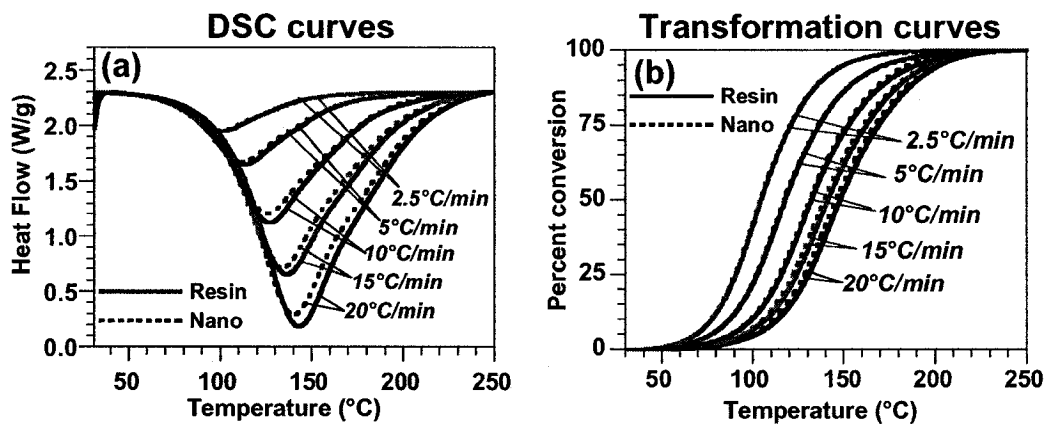 DSC curves
(a)
2.5
2.0
1.5
1.0
0.5
0.0
Heat Flow (W/g)
2.5°C/min
5°C/min
10°C/min
15°C/min
20°C/min
Resin
Nano
50 100 150 200 250
Temperature (°C)
Transformation curves
(b)
100
75
50
25
0
Percent conversion
Resin
Nano
2.5°C/min
5°C/min
10°C/min
15°C/min
20°C/min
50 100 150 200 250
Temperature (°C)